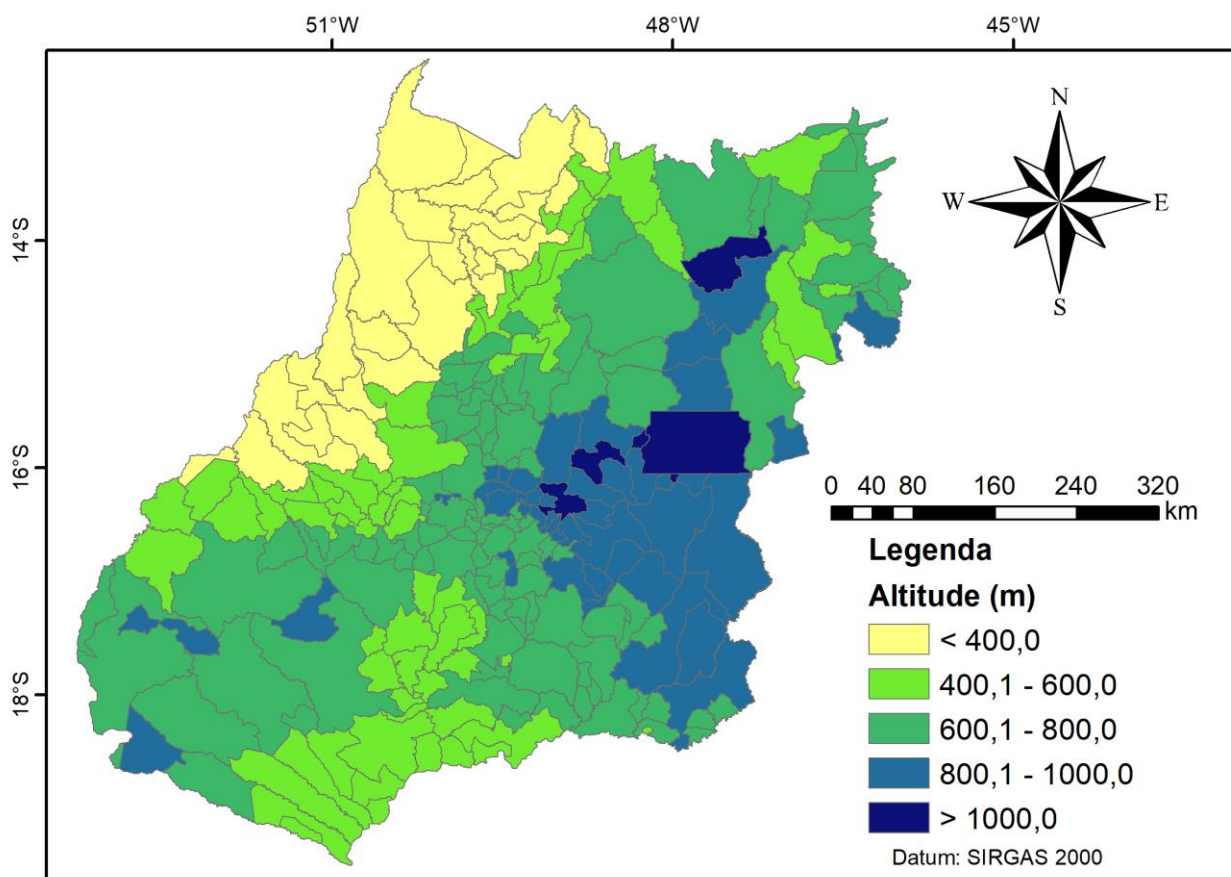 51°W 48°W 45°W
N
W E
S
14°S
16°S
18°S
0 40 80 160 240 320
km
Legenda
Altitude (m)
< 400,0
400,1 - 600,0
600,1 - 800,0
800,1 - 1000,0
> 1000,0
Datum: SIRGAS 2000